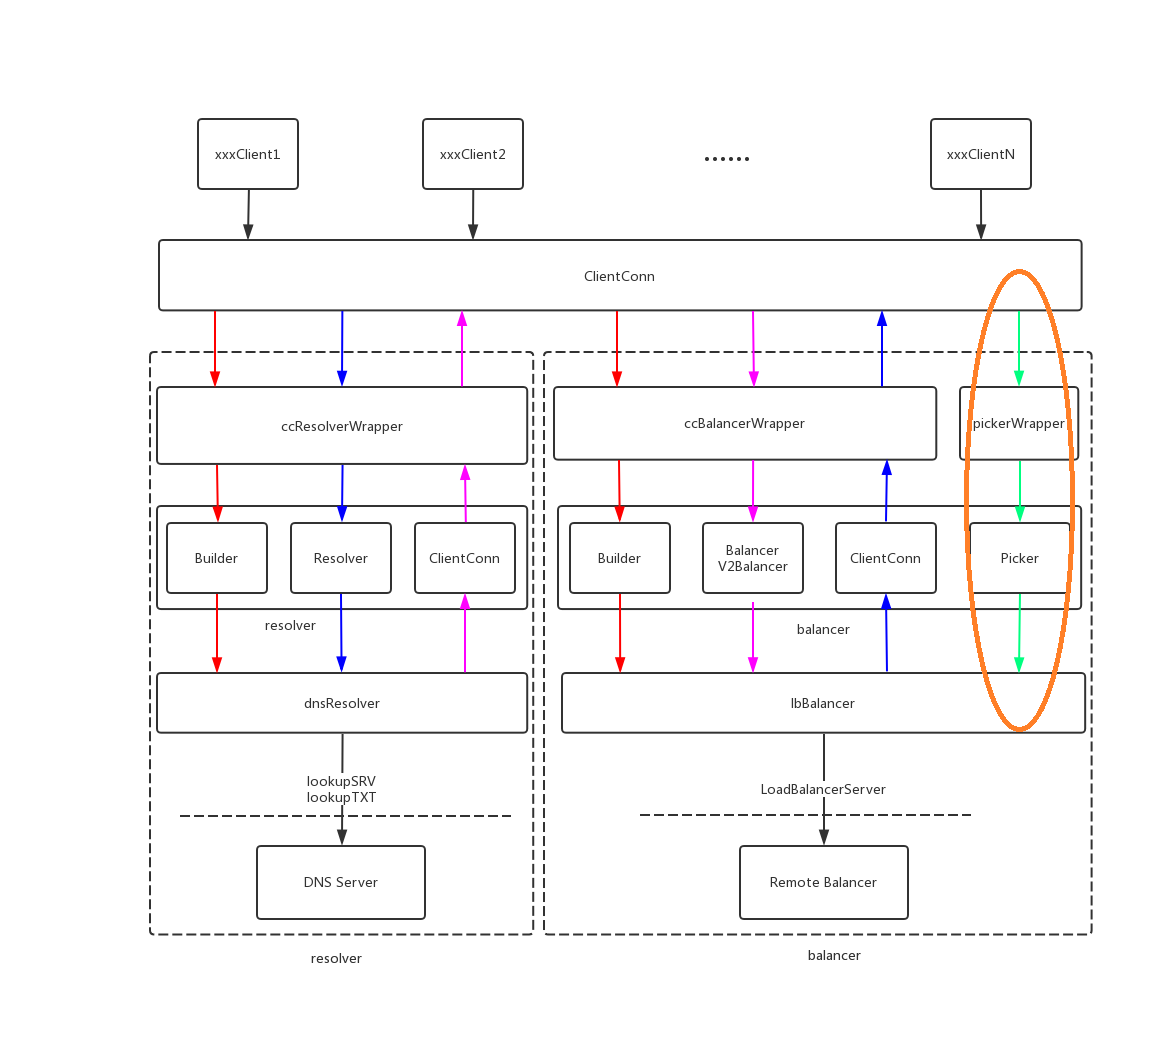 xxxClient1
xxxClient2
......
xxxClientN
ClientConn
ccResolverWrapper
ccBalancerWrapper
pickerWrapper
Builder
Resolver
ClientConn
Builder
Balancer
V2Balancer
ClientConn
Picker
resolver
balancer
dnsResolver
lbBalancer
lookupSRV
lookupTXT
LoadBalancerServer
DNS Server
Remote Balancer
resolver
balancer